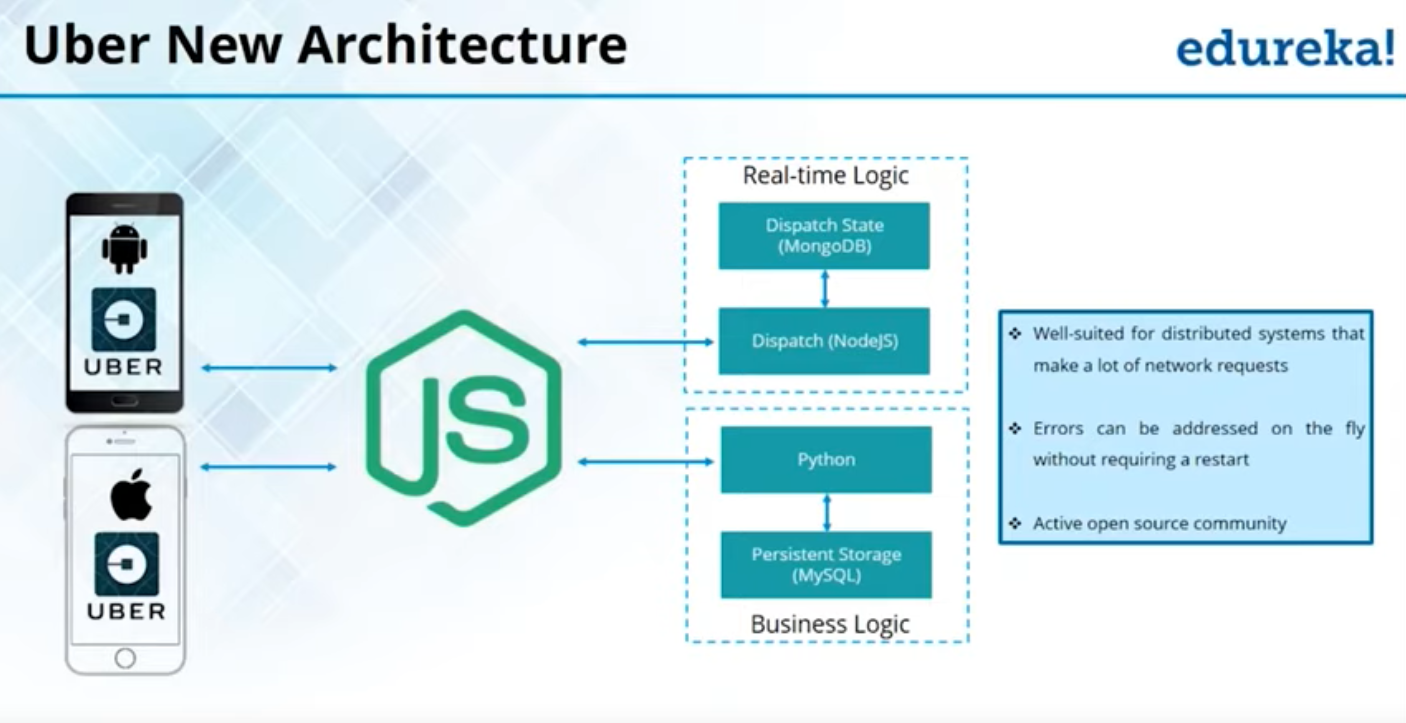 Uber New Architecture
edureka!
UBER
UBER
JS
Real-time Logic
Dispatch State
(MongoDB)
Dispatch (NodeJS)
Python
Persistent Storage
(MySQL)
Business Logic
❖ Well-suited for distributed systems that
make a lot of network requests
❖ Errors can be addressed on the fly
without requiring a restart
❖ Active open source community